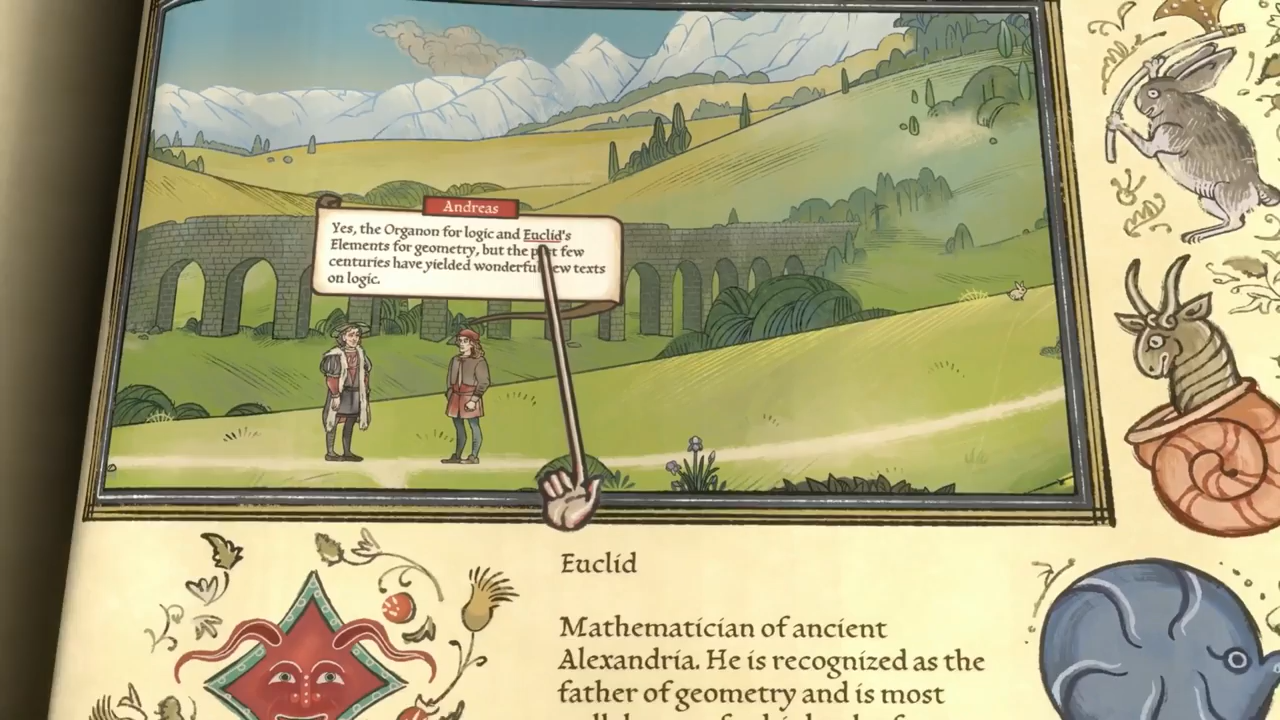 Andreas
Yes, the Organon for logic and Euclid's
Elements for geometry, but the past few
centuries have yielded wonderful new texts
on logic.
Euclid
Mathematician of ancient
Alexandria. He is recognized as the
father of geometry and is most